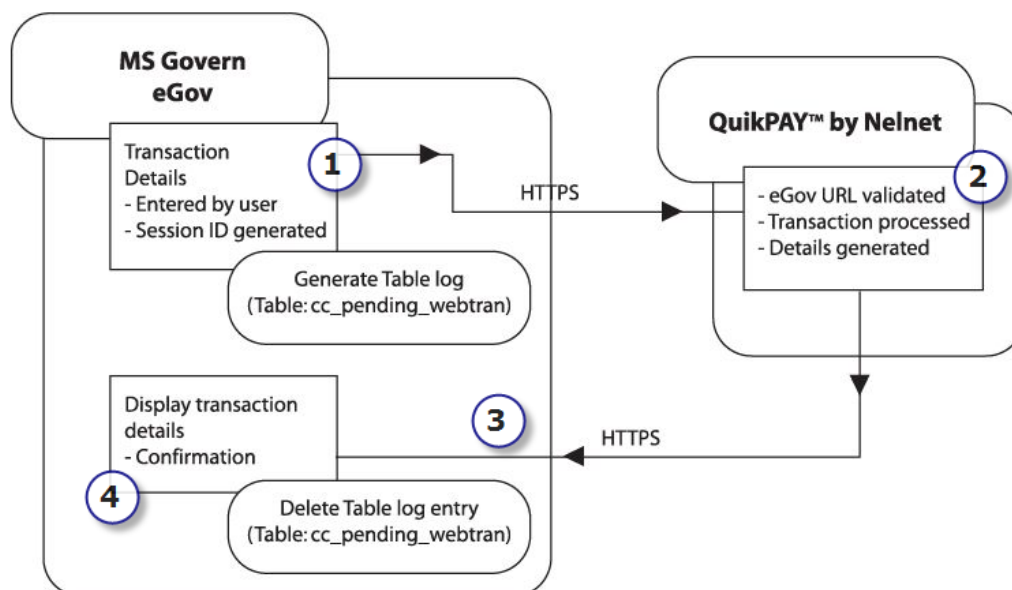 MS Govern
eGov
Transaction
Details
- Entered by user
- Session ID generated
1
Generate Table log
(Table: cc_pending_webtran)
HTTPS
QuikPAY™ by Nelnet
2
- eGov URL validated
- Transaction processed
- Details generated
3
HTTPS
Display transaction
details
- Confirmation
4
Delete Table log entry
(Table: cc_pending_webtran)